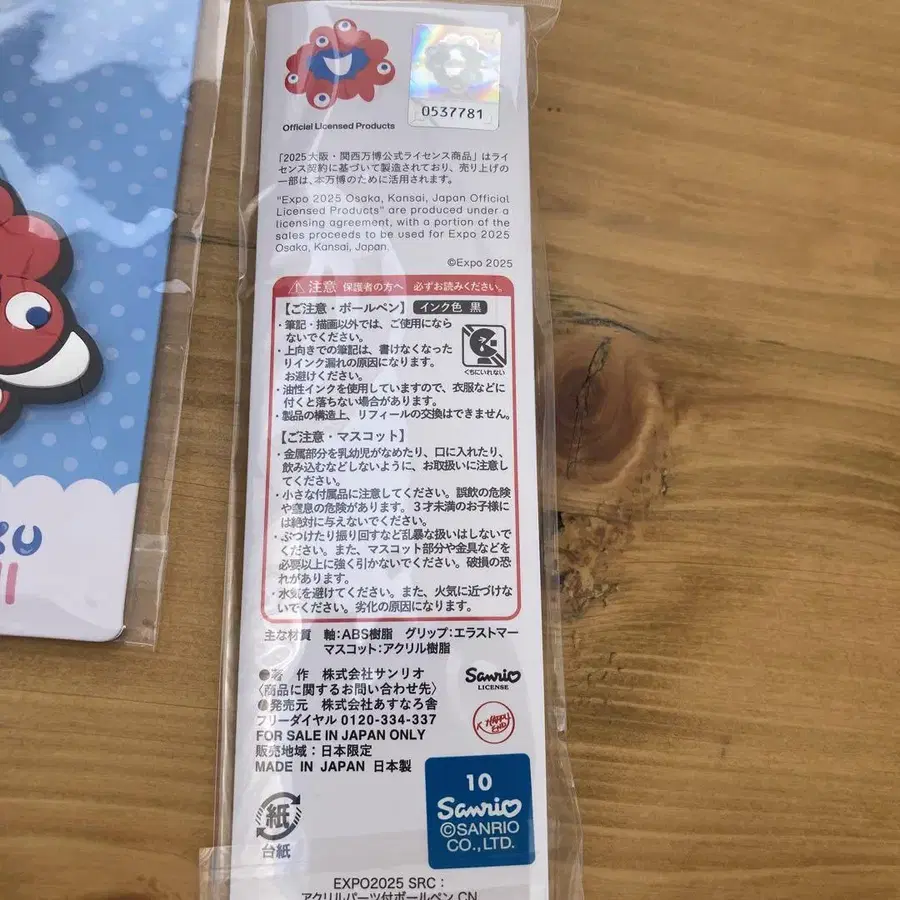 Official Licensed Products
0537781
「2025大阪・関西万博公式ライセンス商品」はライ
センス契約に基づいて製造されており、売り上げの
一部は、本万博のために活用されます。
"Expo 2025 Osaka, Kansai, Japan Official
Licensed Products" are produced under a
licensing agreement, with a portion of the
sales proceeds to be used for Expo 2025
Osaka, Kansai, Japan.
©Expo 2025
注意 保護者の方へ 必ずお読みください。
【ご注意・ボールペン】 インク色 黒
・筆記・描画以外では、ご使用になら
ないでください。
・上向きでの筆記は、書けなくなった
りインク漏れの原因になります。
お避けください。
くちにいれない
・油性インクを使用していますので、衣服などに
付くと落ちない場合があります。
・製品の構造上、リフィールの交換はできません。
【ご注意・マスコット】
・金属部分を乳幼児がなめたり、口に入れたり、
飲み込むなどしないように、お取扱いに注意し
てください。
・小さな付属品に注意してください。誤飲の危険
や窒息の危険があります。3才未満のお子様に
は絶対に与えないでください。
・ぶつけたり振り回すなど乱暴な扱いはしないで
ください。また、マスコット部分や金具などを
必要以上に強く引かないでください。破損の恐
れがあります。
・水気を避けてください。また、火気に近づけな
いでください。劣化の原因になります。
主な材質 軸:ABS樹脂 グリップ:エラストマー
マスコット:アクリル樹脂
●著 作 株式会社サンリオ
〈商品に関するお問い合わせ先〉
●発売元 株式会社あすなろ舎
フリーダイヤル 0120-334-337
FOR SALE IN JAPAN ONLY
販売地域:日本限定
MADE IN JAPAN 日本製
Sanrio
LICENSE
HAPPY
END
紙
台紙
10
Sanrio
©SANRIO
CO.,LTD.
EXPO2025 SRC:
アクリルパーツ付ボールペン CN